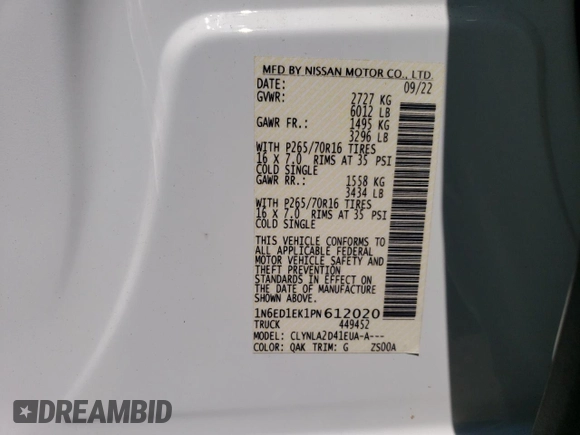 MFD BY NISSAN MOTOR CO., LTD.
DATE: 09/22
GVWR: 2727 KG
6012 LB
GAWR FR.: 1495 KG
3296 LB
WITH P265/70R16 TIRES
16 X 7.0 RIMS AT 35 PSI
COLD SINGLE
GAWR RR.: 1558 KG
3434 LB
WITH P265/70R16 TIRES
16 X 7.0 RIMS AT 35 PSI
COLD SINGLE
THIS VEHICLE CONFORMS TO
ALL APPLICABLE FEDERAL
MOTOR VEHICLE SAFETY AND
THEFT PREVENTION
STANDARDS IN EFFECT ON
THE DATE OF MANUFACTURE
SHOWN ABOVE.
1N6ED1EK1PN612020
TRUCK 449452
MODEL: CLYNLA2D41EUA-A---
COLOR: QAK TRIM: G ZS00A
DREAMBID